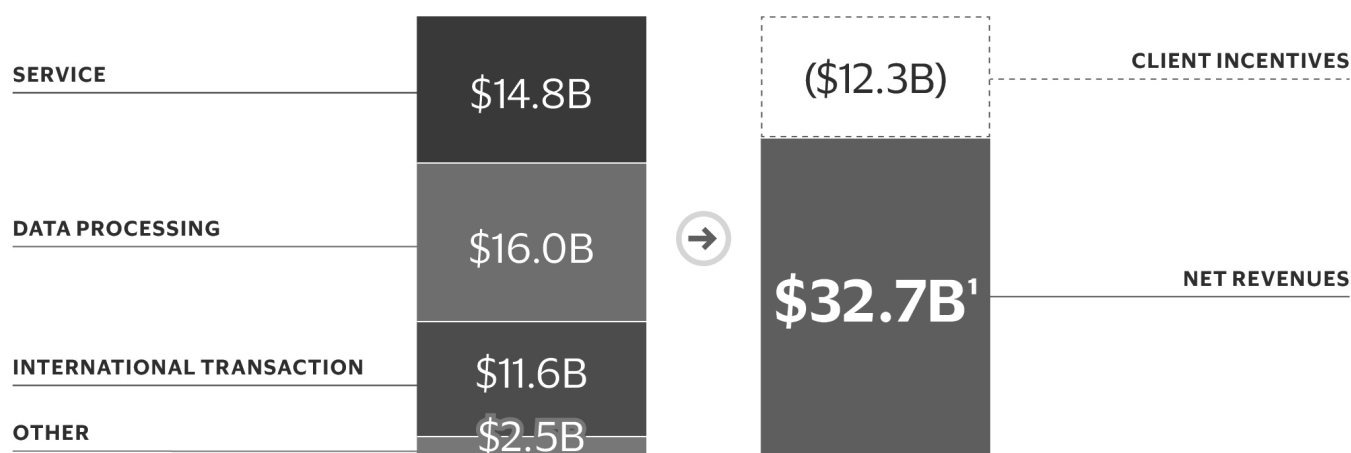 SERVICE
$14.8B
DATA PROCESSING
$16.0B
INTERNATIONAL TRANSACTION
$11.6B
OTHER
$2.5B
($12.3B)
CLIENT INCENTIVES
$32.7B¹
NET REVENUES